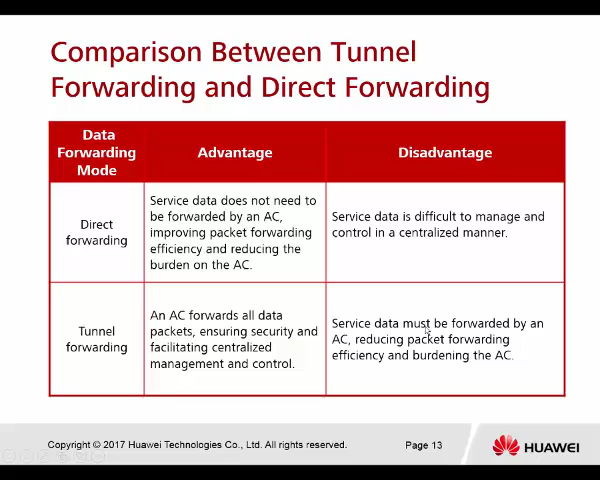 Comparison Between Tunnel
Forwarding and Direct Forwarding
Data
Forwarding
Mode
Advantage
Disadvantage
Direct
forwarding
Service data does not need to
be forwarded by an AC,
improving packet forwarding
efficiency and reducing the
burden on the AC.
Service data is difficult to manage and
control in a centralized manner.
Tunnel
forwarding
An AC forwards all data
packets, ensuring security and
facilitating centralized
management and control.
Service data must be forwarded by an
AC, reducing packet forwarding
efficiency and burdening the AC.
Copyright © 2017 Huawei Technologies Co., Ltd. All rights reserved.
Page 13
HUAWEI